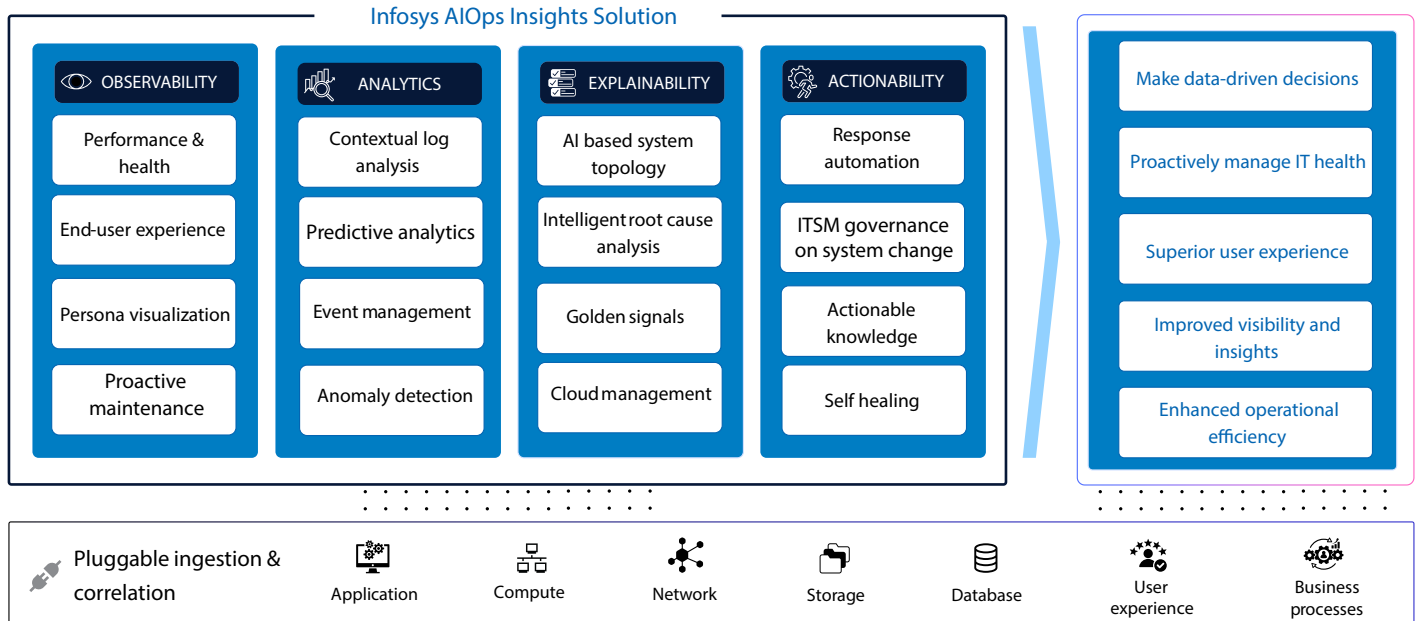 Infosys AIOps Insights Solution
OBSERVABILITY
Performance &
health
End-user experience
Persona visualization
Proactive
maintenance
ANALYTICS
Contextual log
analysis
Predictive analytics
Event management
Anomaly detection
EXPLAINABILITY
AI based system
topology
Intelligent root cause
analysis
Golden signals
Cloud management
ACTIONABILITY
Response
automation
ITSM governance
on system change
Actionable
knowledge
Self healing
Make data-driven decisions
Proactively manage IT health
Superior user experience
Improved visibility and
insights
Enhanced operational
efficiency
Pluggable ingestion &
correlation
Application
Compute
Network
Storage
Database
User
experience
Business
processes